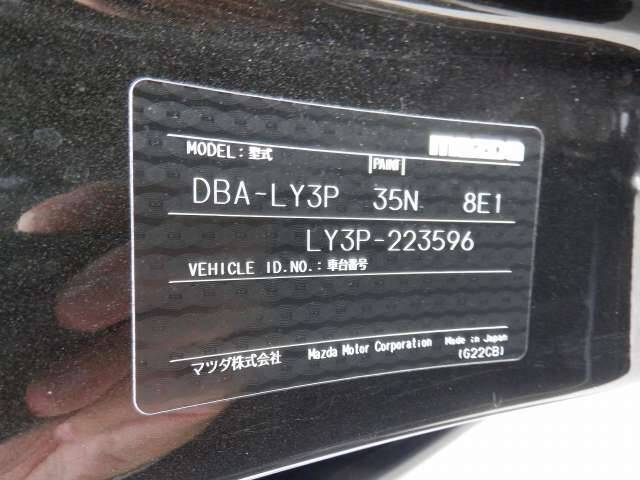 mazda
MODEL: 型式 PAINT
DBA-LY3P 35N 8E1
LY3P-223596
VEHICLE ID.NO.: 車台番号
マツダ株式会社 Mazda Motor Corporation Made in Japan
(G22CB)